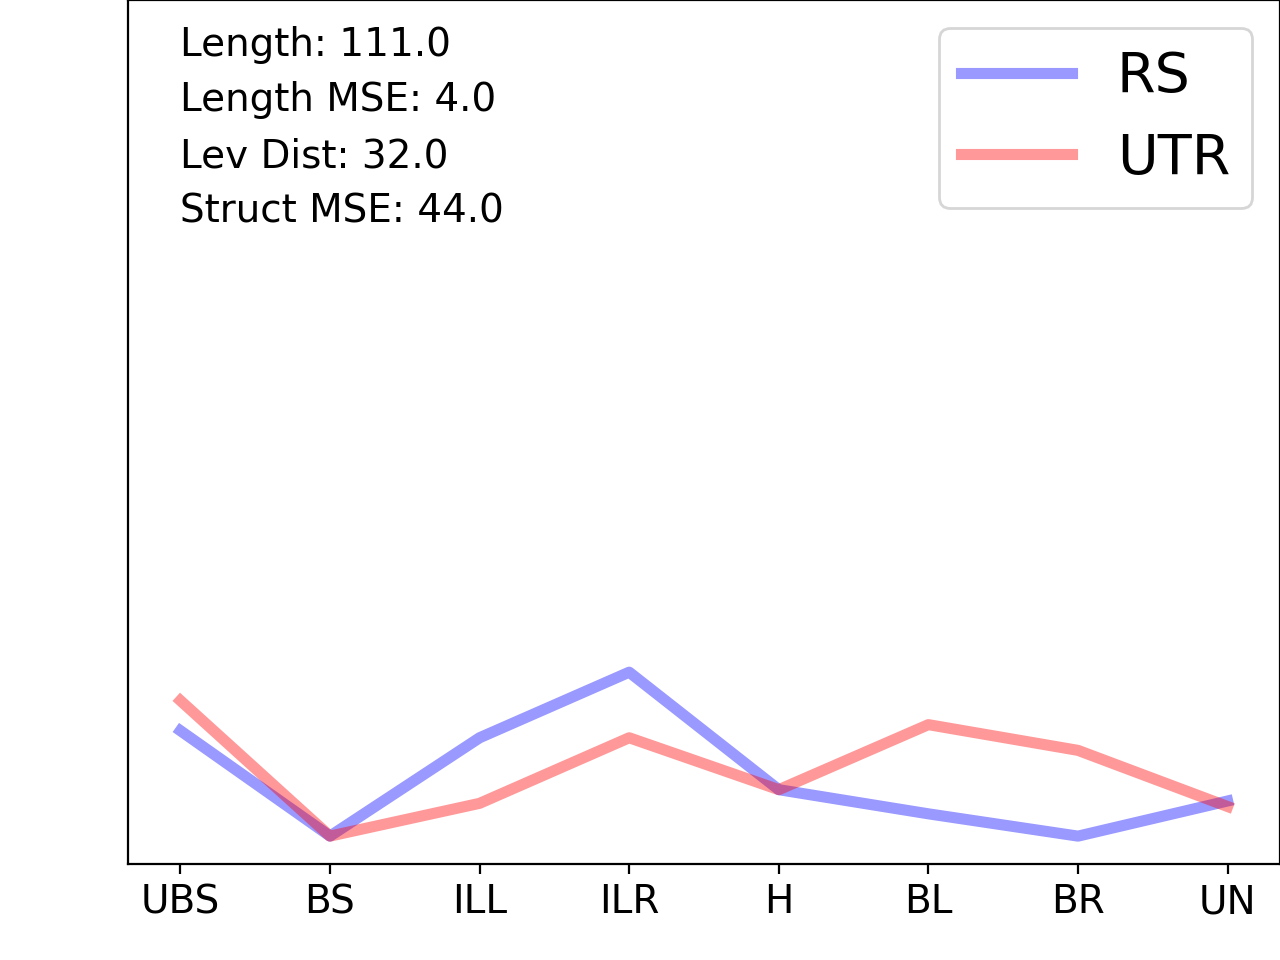 Length: 111.0
Length MSE: 4.0
Lev Dist: 32.0
Struct MSE: 44.0
RS
UTR
UBS BS ILL ILR H BL BR UN